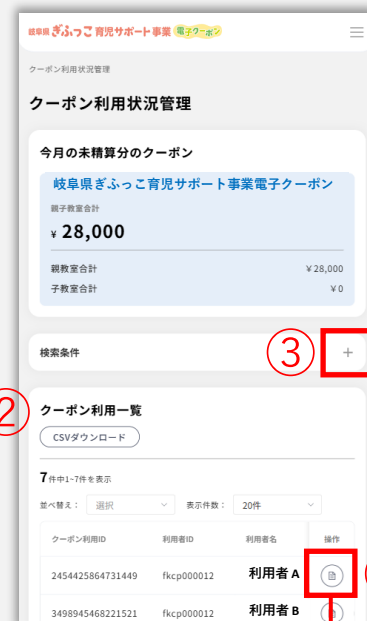 岐阜県 ぎふっこ 育児サポート事業 電子クーポン
クーポン利用状況管理
クーポン利用状況管理
今月の未精算分のクーポン
岐阜県ぎふっこ育児サポート事業電子クーポン
親子教室合計
¥ 28,000
親教室合計 ¥28,000
子教室合計 ¥0
検索条件 ③ +
② クーポン利用一覧
CSVダウンロード
7件中1~7件を表示
並べ替え： 選択 表示件数： 20件
クーポン利用ID 利用者ID 利用者名 操作
2454425864731449 fkcp000012 利用者 A
3498945468221521 fkcp000012 利用者 B